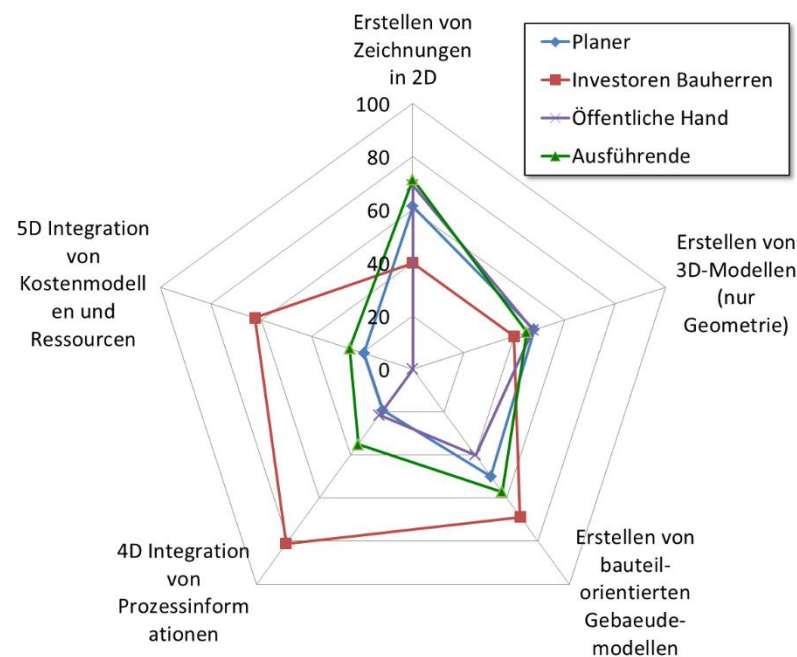 Erstellen von
Zeichnungen
in 2D
Planer
Investoren Bauherren
Öffentliche Hand
Ausführende
100
80
60
40
20
0
Erstellen von
3D-Modellen
(nur
Geometrie)
Erstellen von
bauteil-
orientierten
Gebaeude-
modellen
4D Integration
von
Prozessinform
ationen
5D Integration
von
Kostenmodell
en und
Ressourcen